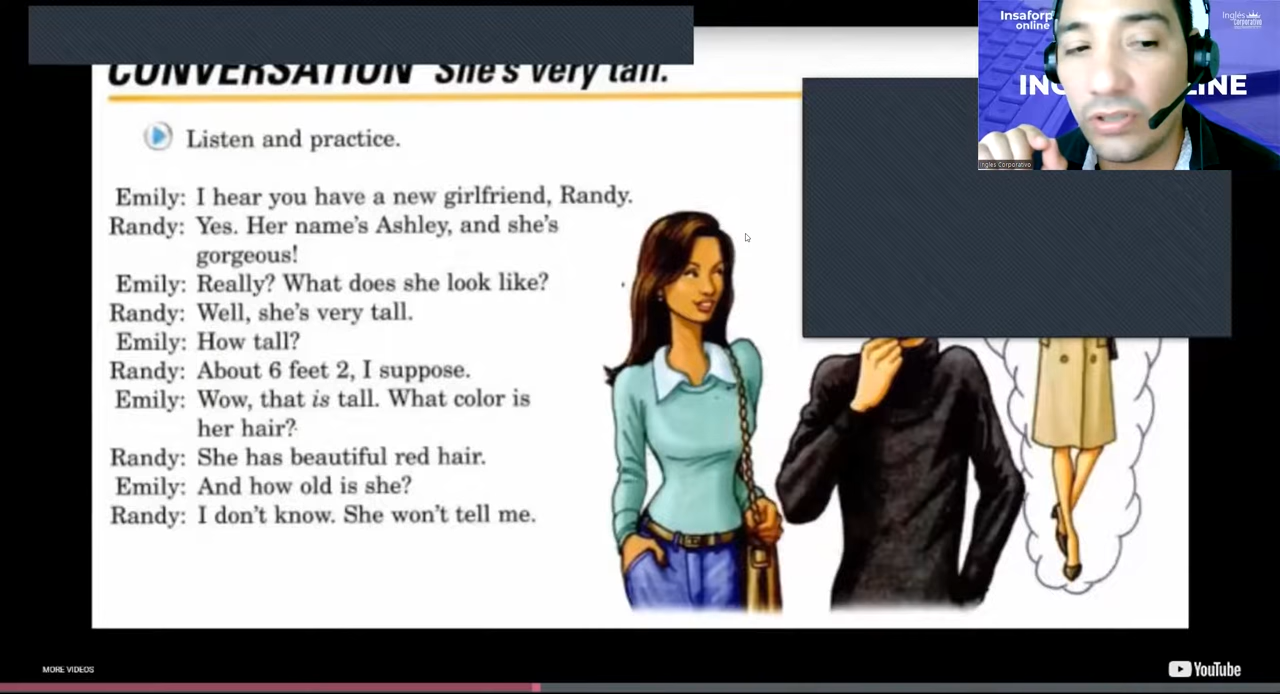 Insaforp
online
Inglés
Corporativo
CONVERSATION She's very tall.
Ingles Corporativo
Listen and practice.
Emily: I hear you have a new girlfriend, Randy.
Randy: Yes. Her name's Ashley, and she's
gorgeous!
Emily: Really? What does she look like?
Randy: Well, she's very tall.
Emily: How tall?
Randy: About 6 feet 2, I suppose.
Emily: Wow, that is tall. What color is
her hair?
Randy: She has beautiful red hair.
Emily: And how old is she?
Randy: I don't know. She won't tell me.
MORE VIDEOS
YouTube